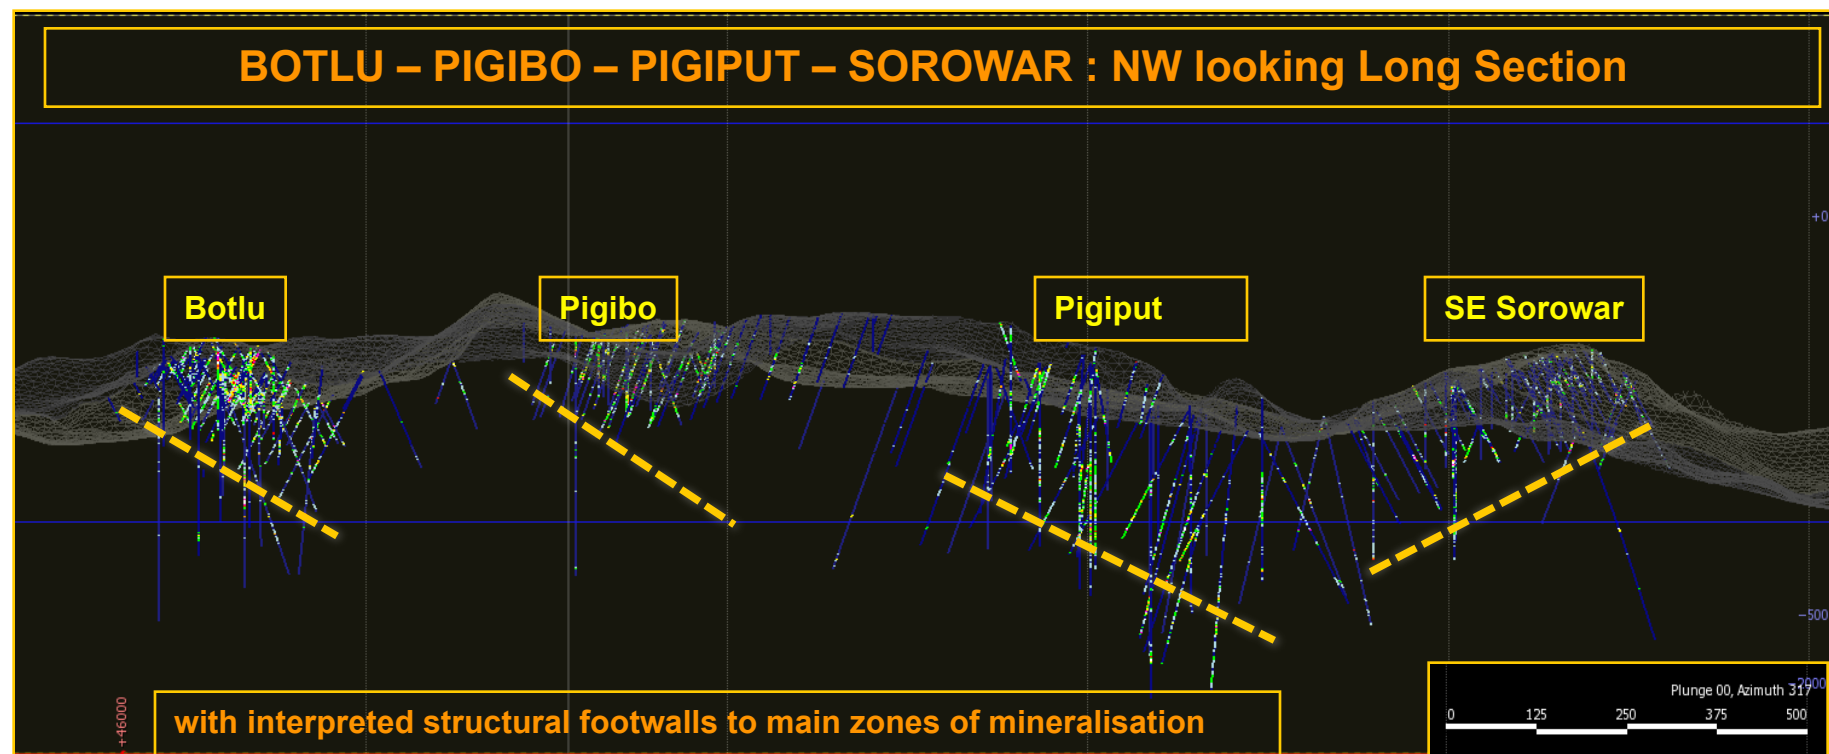 BOTLU – PIGIBO – PIGIPUT – SOROWAR : NW looking Long Section
+0
Botlu
Pigibo
Pigiput
SE Sorowar
−500
+46000
with interpreted structural footwalls to main zones of mineralisation
Plunge 00, Azimuth 317
0 125 250 375 500